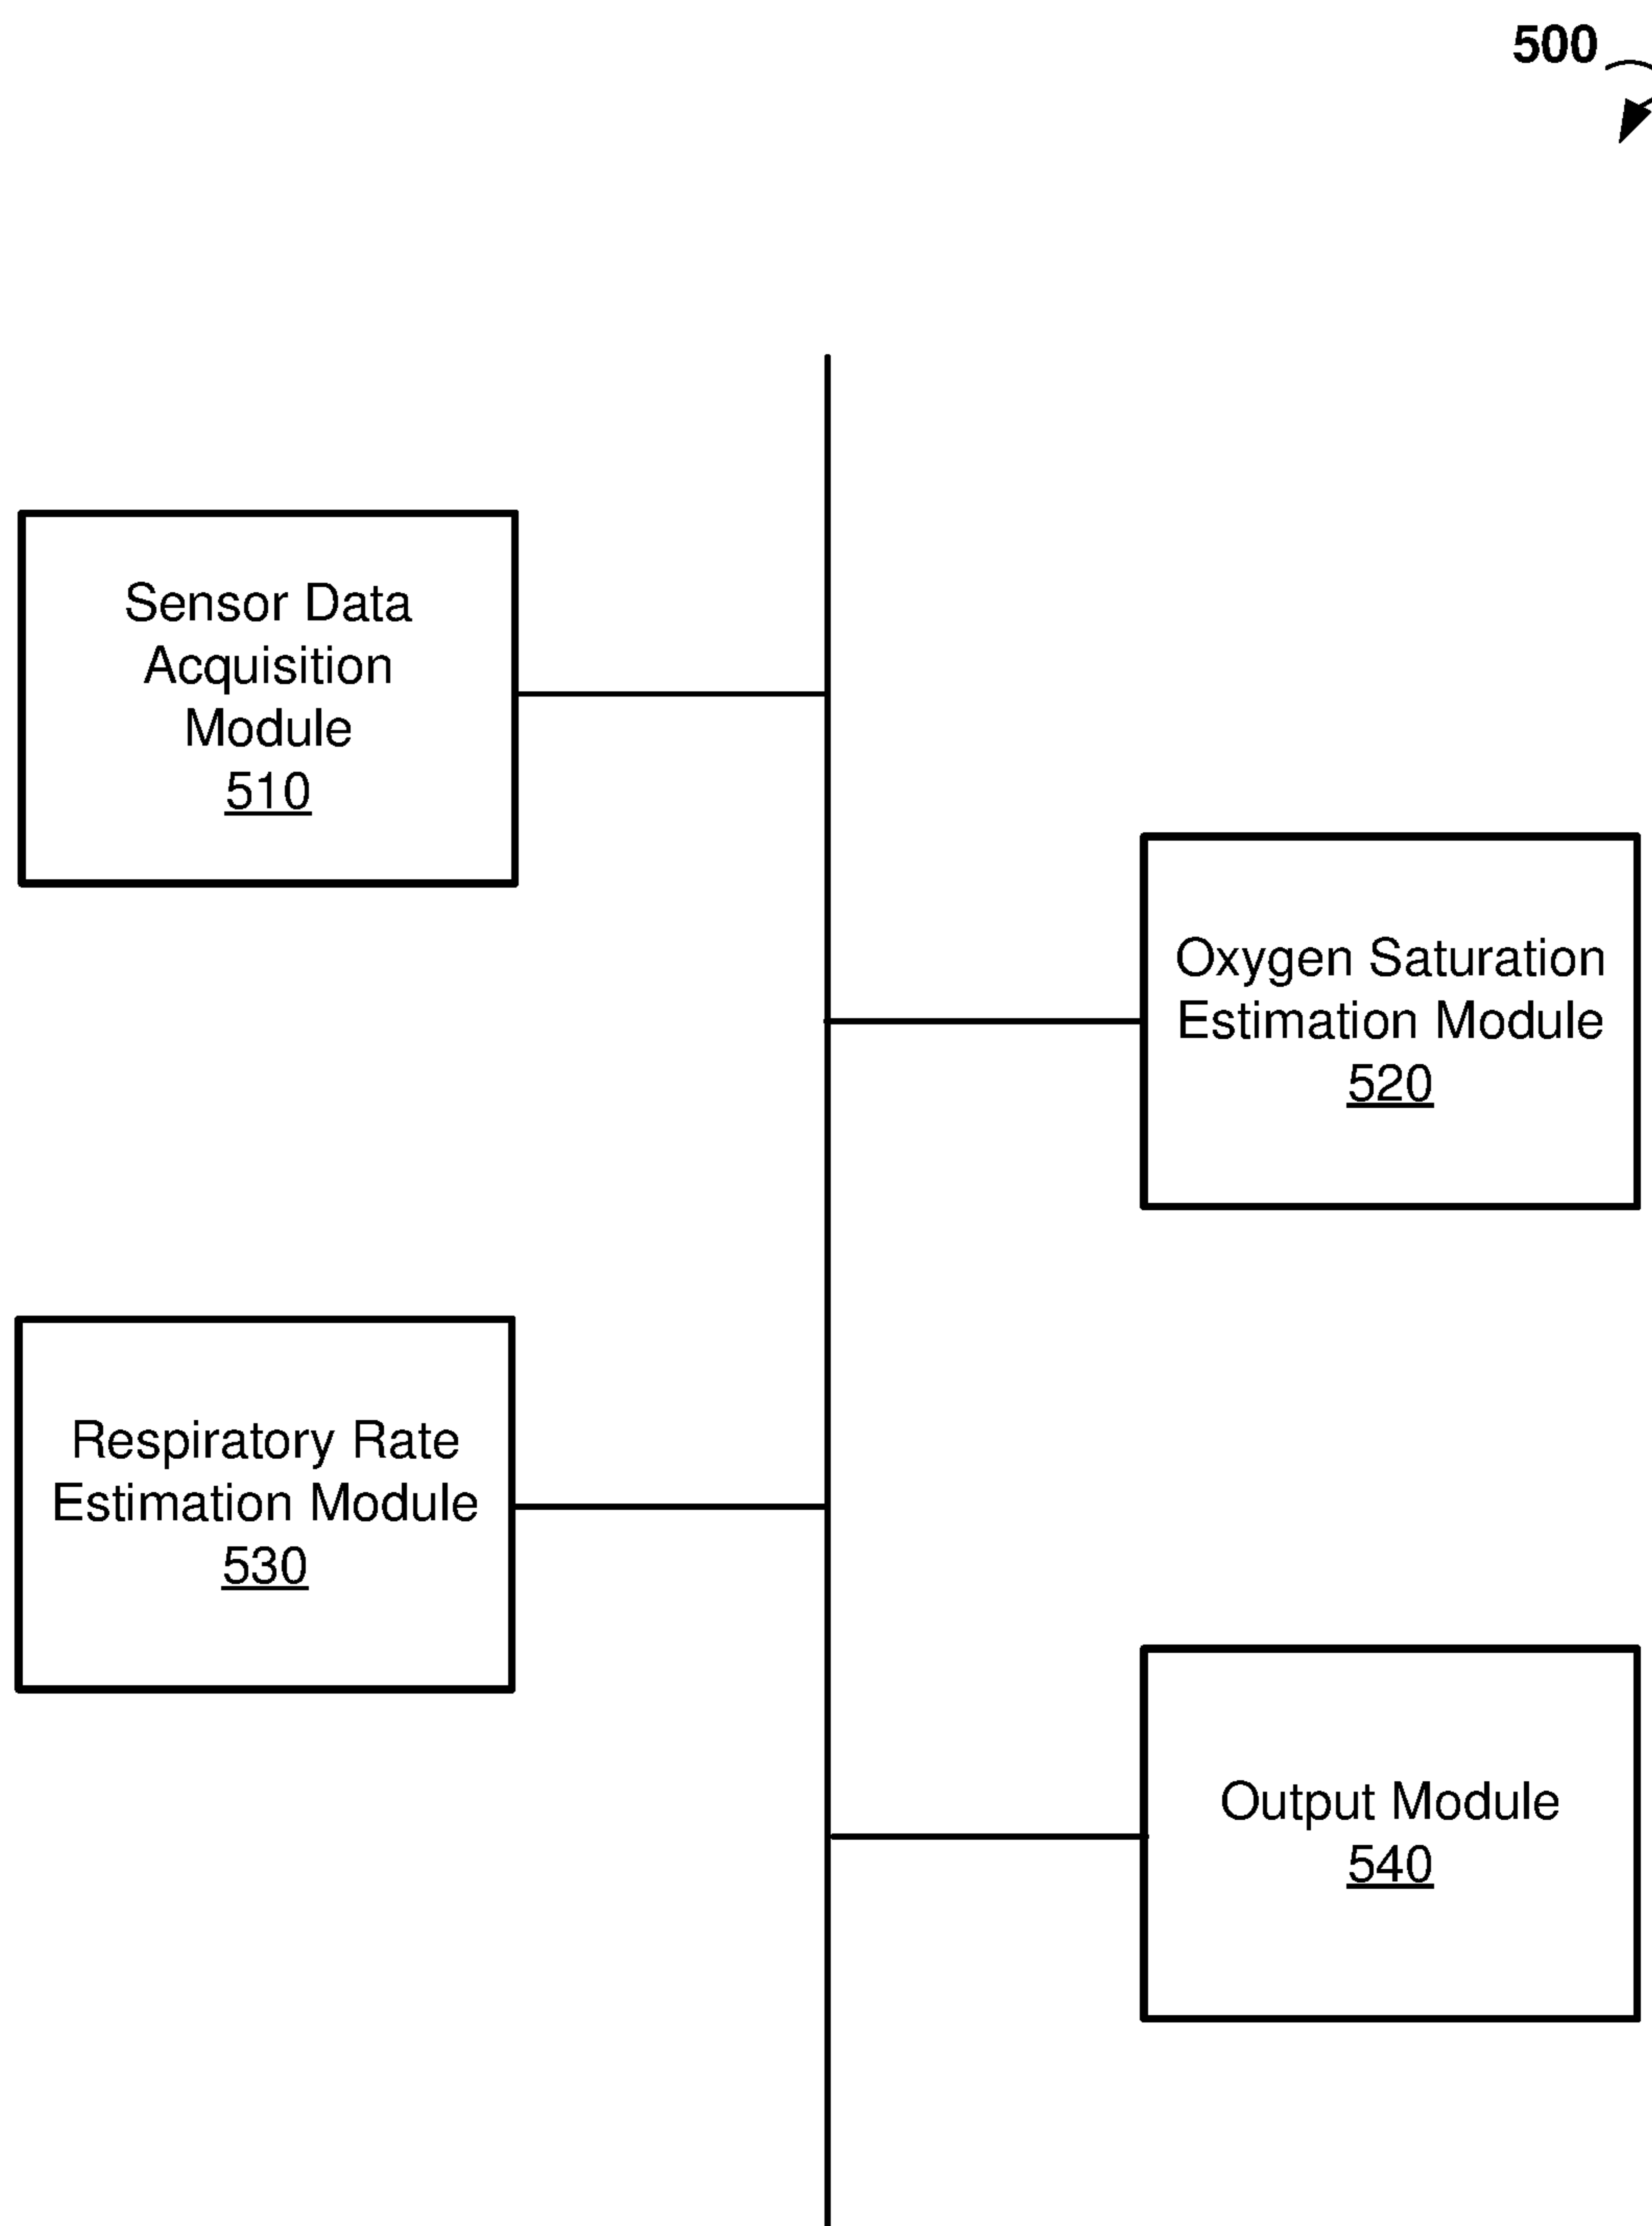 500
Sensor Data
Acquisition
Module
510
Oxygen Saturation
Estimation Module
520
Respiratory Rate
Estimation Module
530
Output Module
540